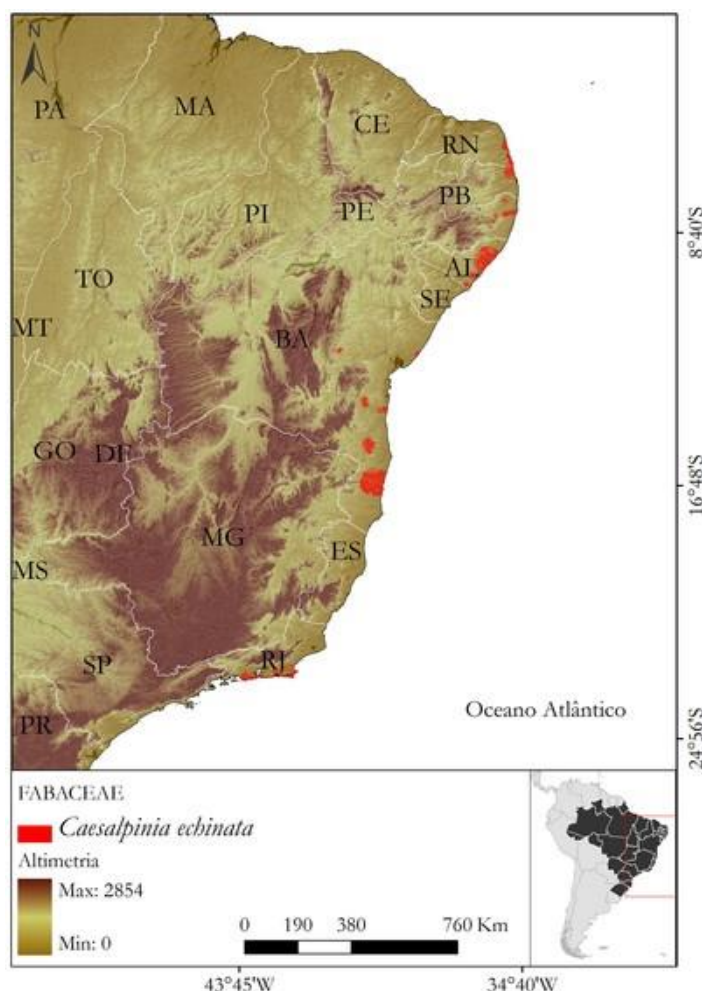 N
PA
MA
CE
RN
PB
PI
PE
8°40'S
TO
AL
SE
MT
BA
GO
DF
16°48'S
MG
ES
MS
SP
RJ
PR
Oceano Atlântico
24°56'S
FABACEAE
Caesalpinia echinata
Altimetria
Max: 2854
Min: 0
0 190 380 760 Km
43°45'W 34°40'W